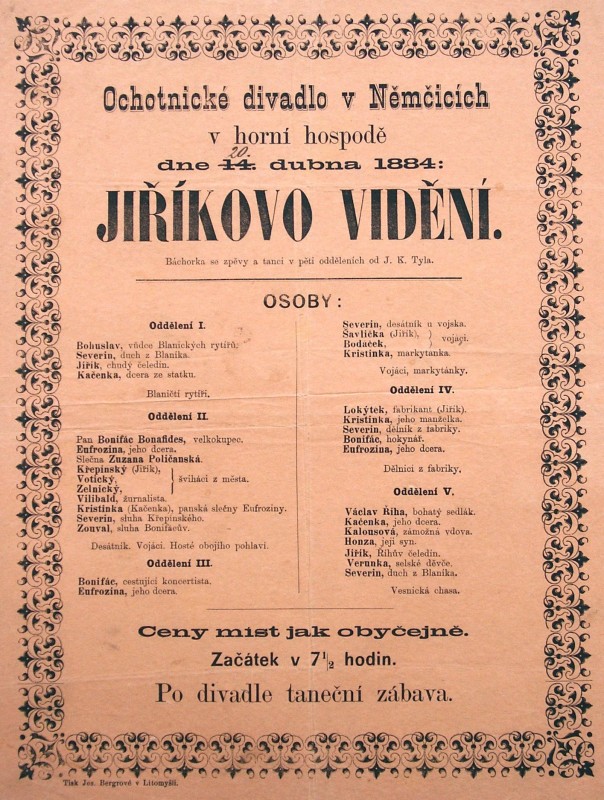 Ochotnické divadlo v Němčicích
v horní hospodě
20.
dne 14. dubna 1884:
JIŘÍKOVO VIDĚNÍ.
Báchorka se zpěvy a tanci v pěti odděleních od J. K. Tyla.
OSOBY:
Oddělení I.
Bohuslav, vůdce Blanických rytířů.
Severin, duch z Blaníka.
Jiřík, chudý čeledín.
Kačenka, dcera ze statku.
Blaničtí rytíři.
Oddělení II.
Pan Bonifác Bonafides, velkokupec.
Eufrozina, jeho dcera.
Slečna Zuzana Poličanská.
Křepinský (Jiřík),
Votický,
Zelnický,
} šviháci z města.
Vilibald, žurnalista.
Kristinka (Kačenka), panská slečny Eufroziny.
Severin, sluha Křepinského.
Zouval, sluha Bonifácův.
Desátník. Vojáci. Hosté obojího pohlaví.
Oddělení III.
Bonifác, cestující koncertista.
Eufrozina, jeho dcera.
Severin, desátník u vojska.
Šavlička (Jiřík), )
Bodaček, )
vojáci.
Kristinka, markytánka.
Vojáci, markytánky.
Oddělení IV.
Lokýtek, fabrikant (Jiřík).
Kristinka, jeho manželka.
Severin, dělník z fabriky.
Bonifác, hokynář.
Eufrozina, jeho dcera.
Dělníci z fabriky.
Oddělení V.
Václav Říha, bohatý sedlák.
Kačenka, jeho dcera.
Kalousová, zámožná vdova.
Honza, její syn.
Jiřík, Říhův čeledín.
Verunka, selské děvče.
Severin, duch z Blaníka.
Vesnická chasa.
Ceny míst jak obyčejně.
Začátek v 7 1/2 hodin.
Po divadle taneční zábava.
Tisk Jos. Bergrové v Litomyšli.